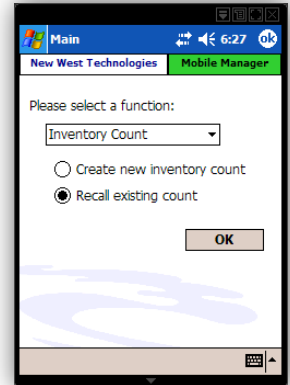 Main 6:27 ok
New West Technologies Mobile Manager
Please select a function:
Inventory Count
Create new inventory count
Recall existing count
OK